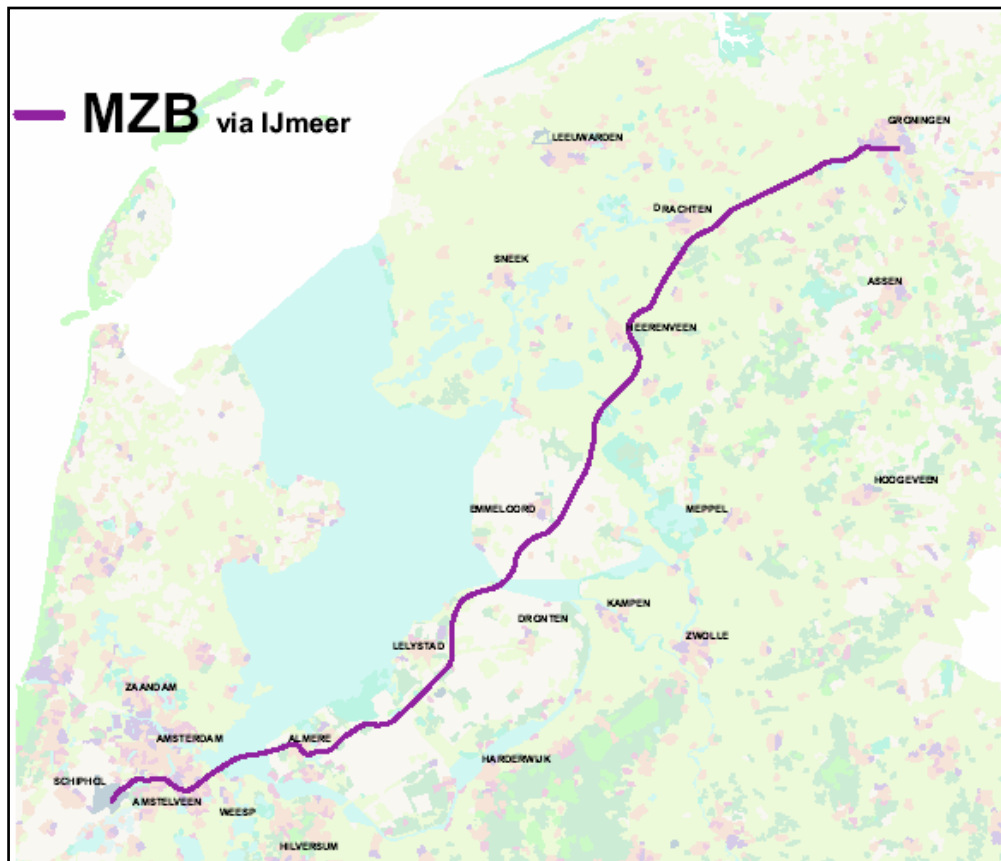 MZB via IJmeer
GRONINGEN
LEEUWARDEN
DRACHTEN
SNEEK
ASSEN
HEERENVEEN
HOOGEVEEN
EMMELOORD
MEPPEL
KAMPEN
DRONTEN
ZWOLLE
LELYSTAD
ZAANDAM
AMSTERDAM
ALMERE
HARDERWIJK
SCHIPHOL
AMSTELVEEN
WEESP
HILVERSUM